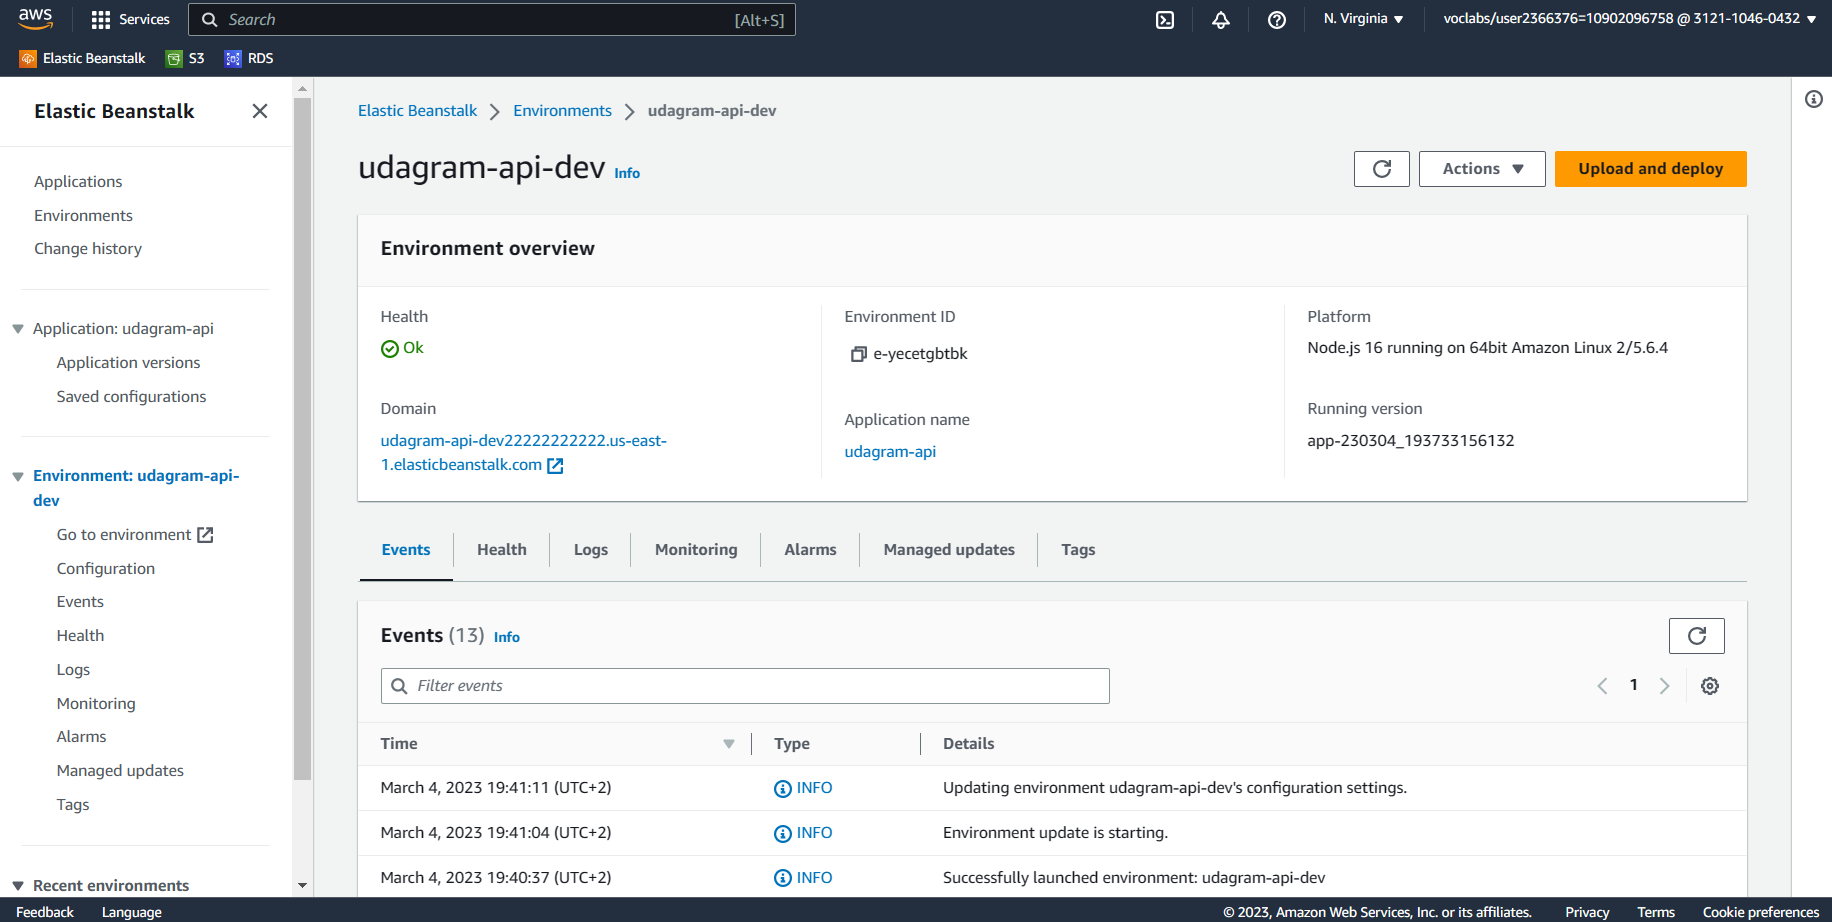 aws
Services
Search
[Alt+S]
N. Virginia
voclabs/user2366376=10902096758 @ 3121-1046-0432
Elastic Beanstalk
S3
RDS
Elastic Beanstalk
Applications
Environments
Change history
Application: udagram-api
Application versions
Saved configurations
Environment: udagram-api-
dev
Go to environment
Configuration
Events
Health
Logs
Monitoring
Alarms
Managed updates
Tags
Recent environments
Elastic Beanstalk
Environments
udagram-api-dev
udagram-api-dev Info
Actions
Upload and deploy
Environment overview
Health
Ok
Domain
udagram-api-dev22222222222.us-east-
1.elasticbeanstalk.com
Environment ID
e-yecetgbtbk
Application name
udagram-api
Platform
Node.js 16 running on 64bit Amazon Linux 2/5.6.4
Running version
app-230304_193733156132
Events
Health
Logs
Monitoring
Alarms
Managed updates
Tags
Events (13) Info
Filter events
1
Time
Type
Details
March 4, 2023 19:41:11 (UTC+2) INFO Updating environment udagram-api-dev's configuration settings.
March 4, 2023 19:41:04 (UTC+2) INFO Environment update is starting.
March 4, 2023 19:40:37 (UTC+2) INFO Successfully launched environment: udagram-api-dev
Feedback
Language
© 2023, Amazon Web Services, Inc. or its affiliates.
Privacy
Terms
Cookie preferences